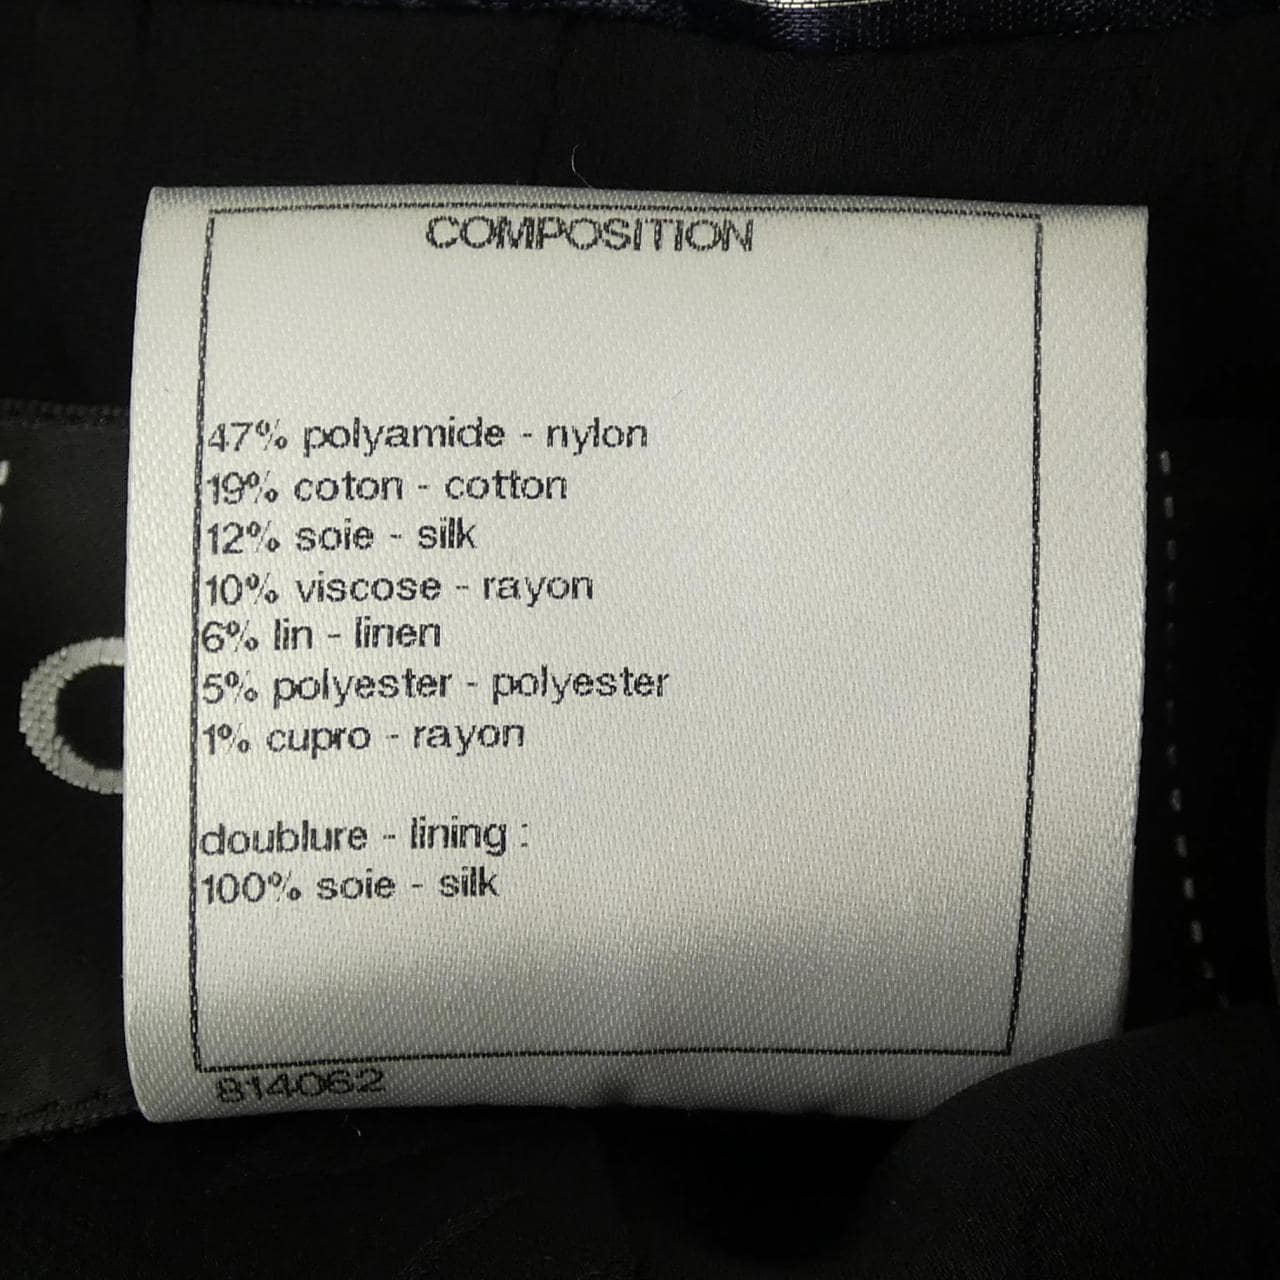 COMPOSITION
47% polyamide - nylon
19% coton - cotton
12% soie - silk
10% viscose - rayon
6% lin - linen
5% polyester - polyester
1% cupro - rayon
doublure - lining :
100% soie - silk
814062